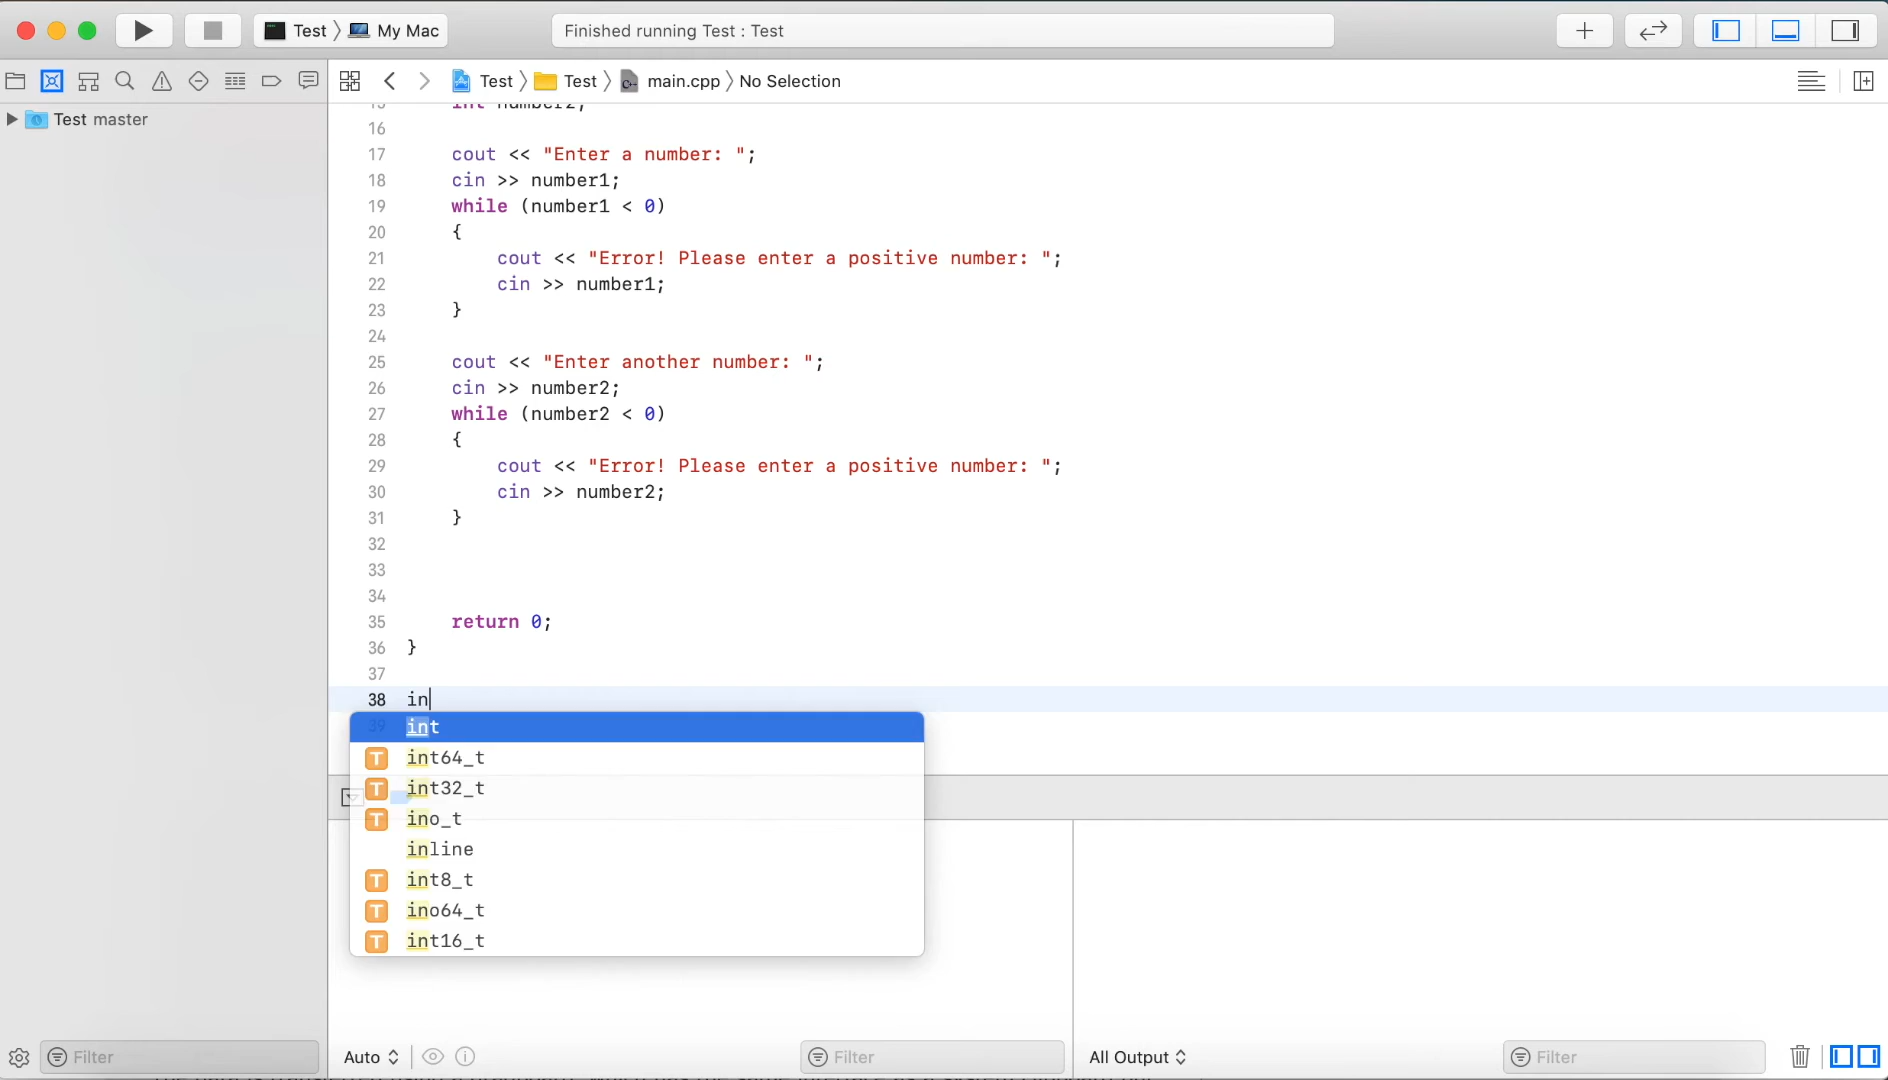 Test 〉 My Mac
Finished running Test : Test
Test 〉 Test 〉 main.cpp 〉 No Selection
Test master
15 int number2;
16
17 cout << "Enter a number: ";
18 cin >> number1;
19 while (number1 < 0)
20 {
21 cout << "Error! Please enter a positive number: ";
22 cin >> number1;
23 }
24
25 cout << "Enter another number: ";
26 cin >> number2;
27 while (number2 < 0)
28 {
29 cout << "Error! Please enter a positive number: ";
30 cin >> number2;
31 }
32
33
34
35 return 0;
36 }
37
38 in
39 int
T int64_t
T int32_t
T ino_t
inline
T int8_t
T ino64_t
T int16_t
Filter
Auto
Filter
All Output
Filter